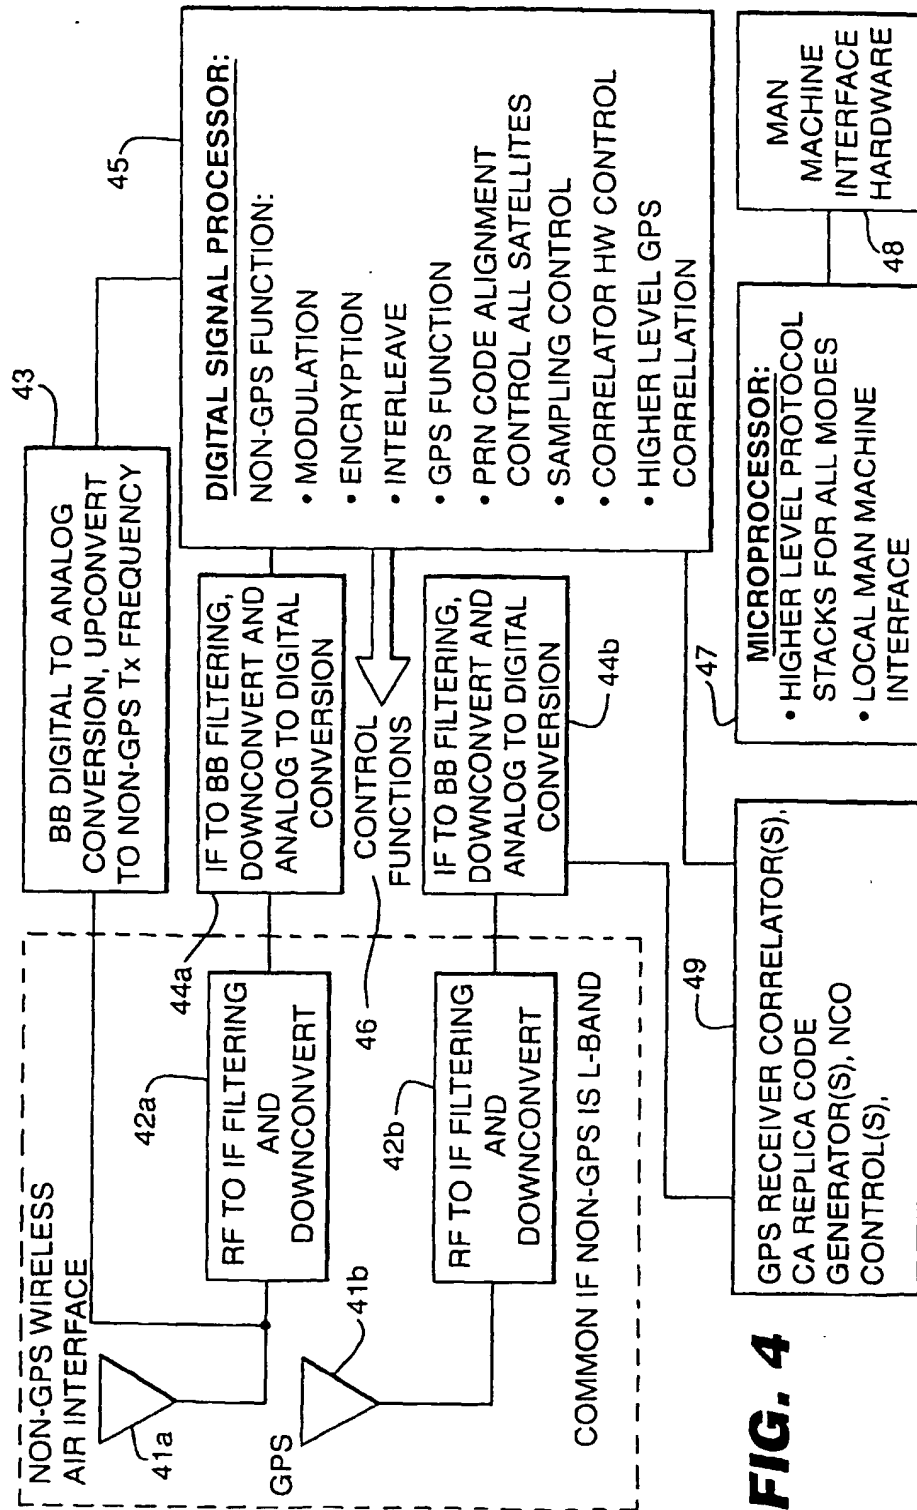 NON-GPS WIRELESS
AIR INTERFACE
41a
GPS
41b
42a
RF TO IF FILTERING
AND
DOWNCONVERT
42b
RF TO IF FILTERING
AND
DOWNCONVERT
COMMON IF NON-GPS IS L-BAND
43
BB DIGITAL TO ANALOG
CONVERSION, UPCONVERT
TO NON-GPS Tx FREQUENCY
44a
IF TO BB FILTERING,
DOWNCONVERT AND
ANALOG TO DIGITAL
CONVERSION
46
CONTROL
FUNCTIONS
IF TO BB FILTERING,
DOWNCONVERT AND
ANALOG TO DIGITAL
CONVERSION
44b
45
DIGITAL SIGNAL PROCESSOR:
NON-GPS FUNCTION:
• MODULATION
• ENCRYPTION
• INTERLEAVE
• GPS FUNCTION
• PRN CODE ALIGNMENT
CONTROL ALL SATELLITES
• SAMPLING CONTROL
• CORRELATOR HW CONTROL
• HIGHER LEVEL GPS
CORRELATION
49
GPS RECEIVER CORRELATOR(S),
CA REPLICA CODE
GENERATOR(S), NCO
CONTROL(S),
47
MICROPROCESSOR:
• HIGHER LEVEL PROTOCOL
STACKS FOR ALL MODES
• LOCAL MAN MACHINE
INTERFACE
48
MAN
MACHINE
INTERFACE
HARDWARE
FIG. 4